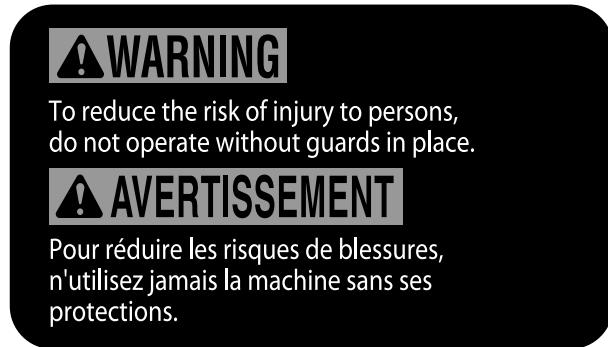 WARNING
To reduce the risk of injury to persons,
do not operate without guards in place.
AVERTISSEMENT
Pour réduire les risques de blessures,
n'utilisez jamais la machine sans ses
protections.